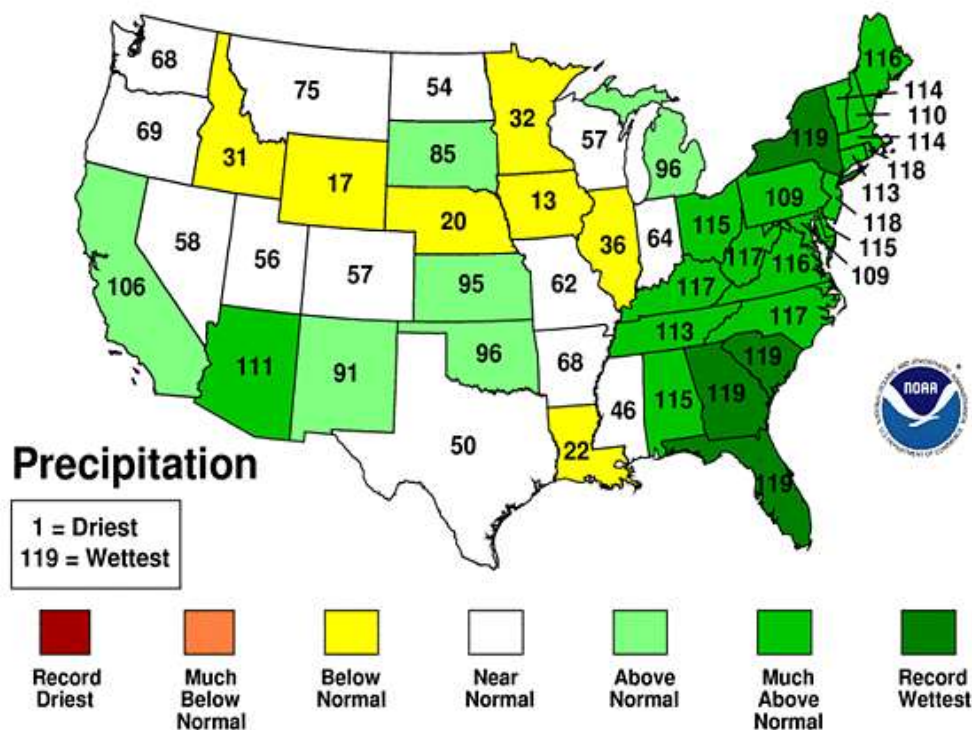 68
75
54
32
57
96
116
114
110
114
118
113
118
115
109
69
31
17
85
119
109
115
117
116
106
58
56
57
20
13
36
64
95
62
117
117
113
111
91
96
68
119
119
46
115
50
22
119
NOAA
Precipitation
1 = Driest
119 = Wettest
Record
Driest
Much
Below
Normal
Below
Normal
Near
Normal
Above
Normal
Much
Above
Normal
Record
Wettest